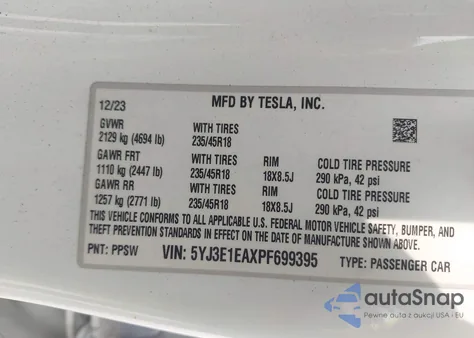 12/23 MFD BY TESLA, INC.
GVWR WITH TIRES
2129 kg (4694 lb) 235/45R18
GAWR FRT WITH TIRES RIM COLD TIRE PRESSURE
1110 kg (2447 lb) 235/45R18 18X8.5J 290 kPa, 42 psi
GAWR RR WITH TIRES RIM COLD TIRE PRESSURE
1257 kg (2771 lb) 235/45R18 18X8.5J 290 kPa, 42 psi
THIS VEHICLE CONFORMS TO ALL APPLICABLE U.S. FEDERAL MOTOR VEHICLE SAFETY, BUMPER, AND
THEFT PREVENTION STANDARDS IN EFFECT ON THE DATE OF MANUFACTURE SHOWN ABOVE.
PNT: PPSW VIN: 5YJ3E1EAXPF699395 TYPE: PASSENGER CAR
autoSnap
Pewne auta z USA - EU